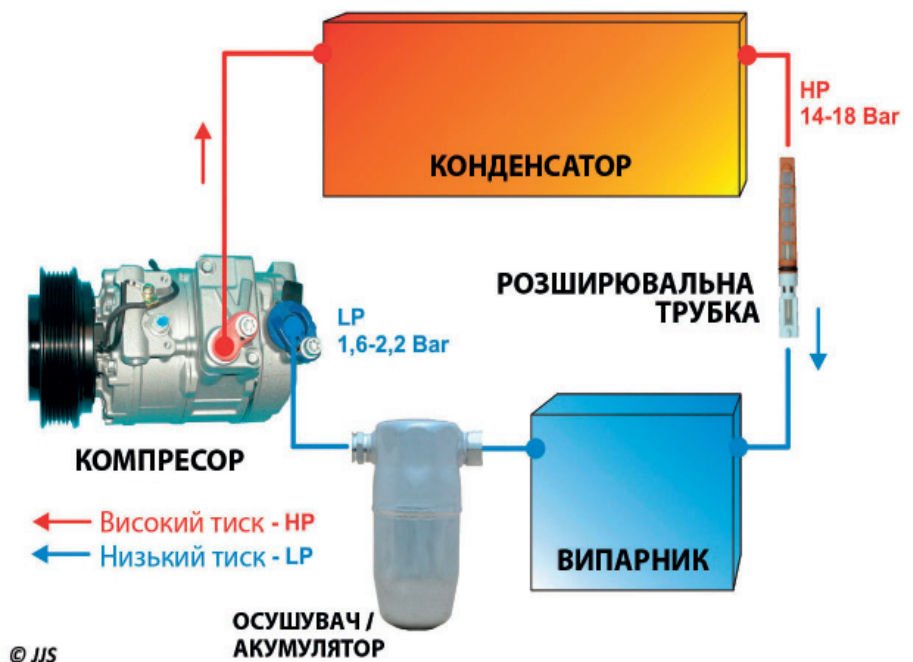 HP
14-18 Bar
КОНДЕНСАТОР
РОЗШИРЮВАЛЬНА
ТРУБКА
LP
1,6-2,2 Bar
КОМПРЕСОР
Високий тиск - HP
Низький тиск - LP
ВИПАРНИК
ОСУШУВАЧ /
АКУМУЛЯТОР
© JJS